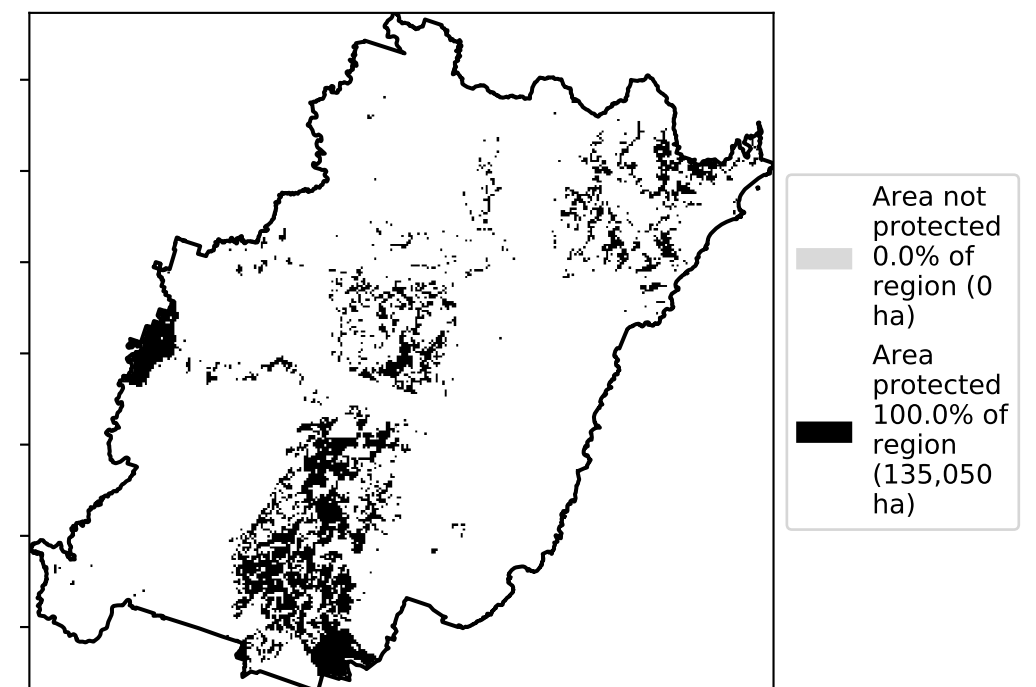 Area not
protected
0.0% of
region (0
ha)
Area
protected
100.0% of
region
(135,050
ha)